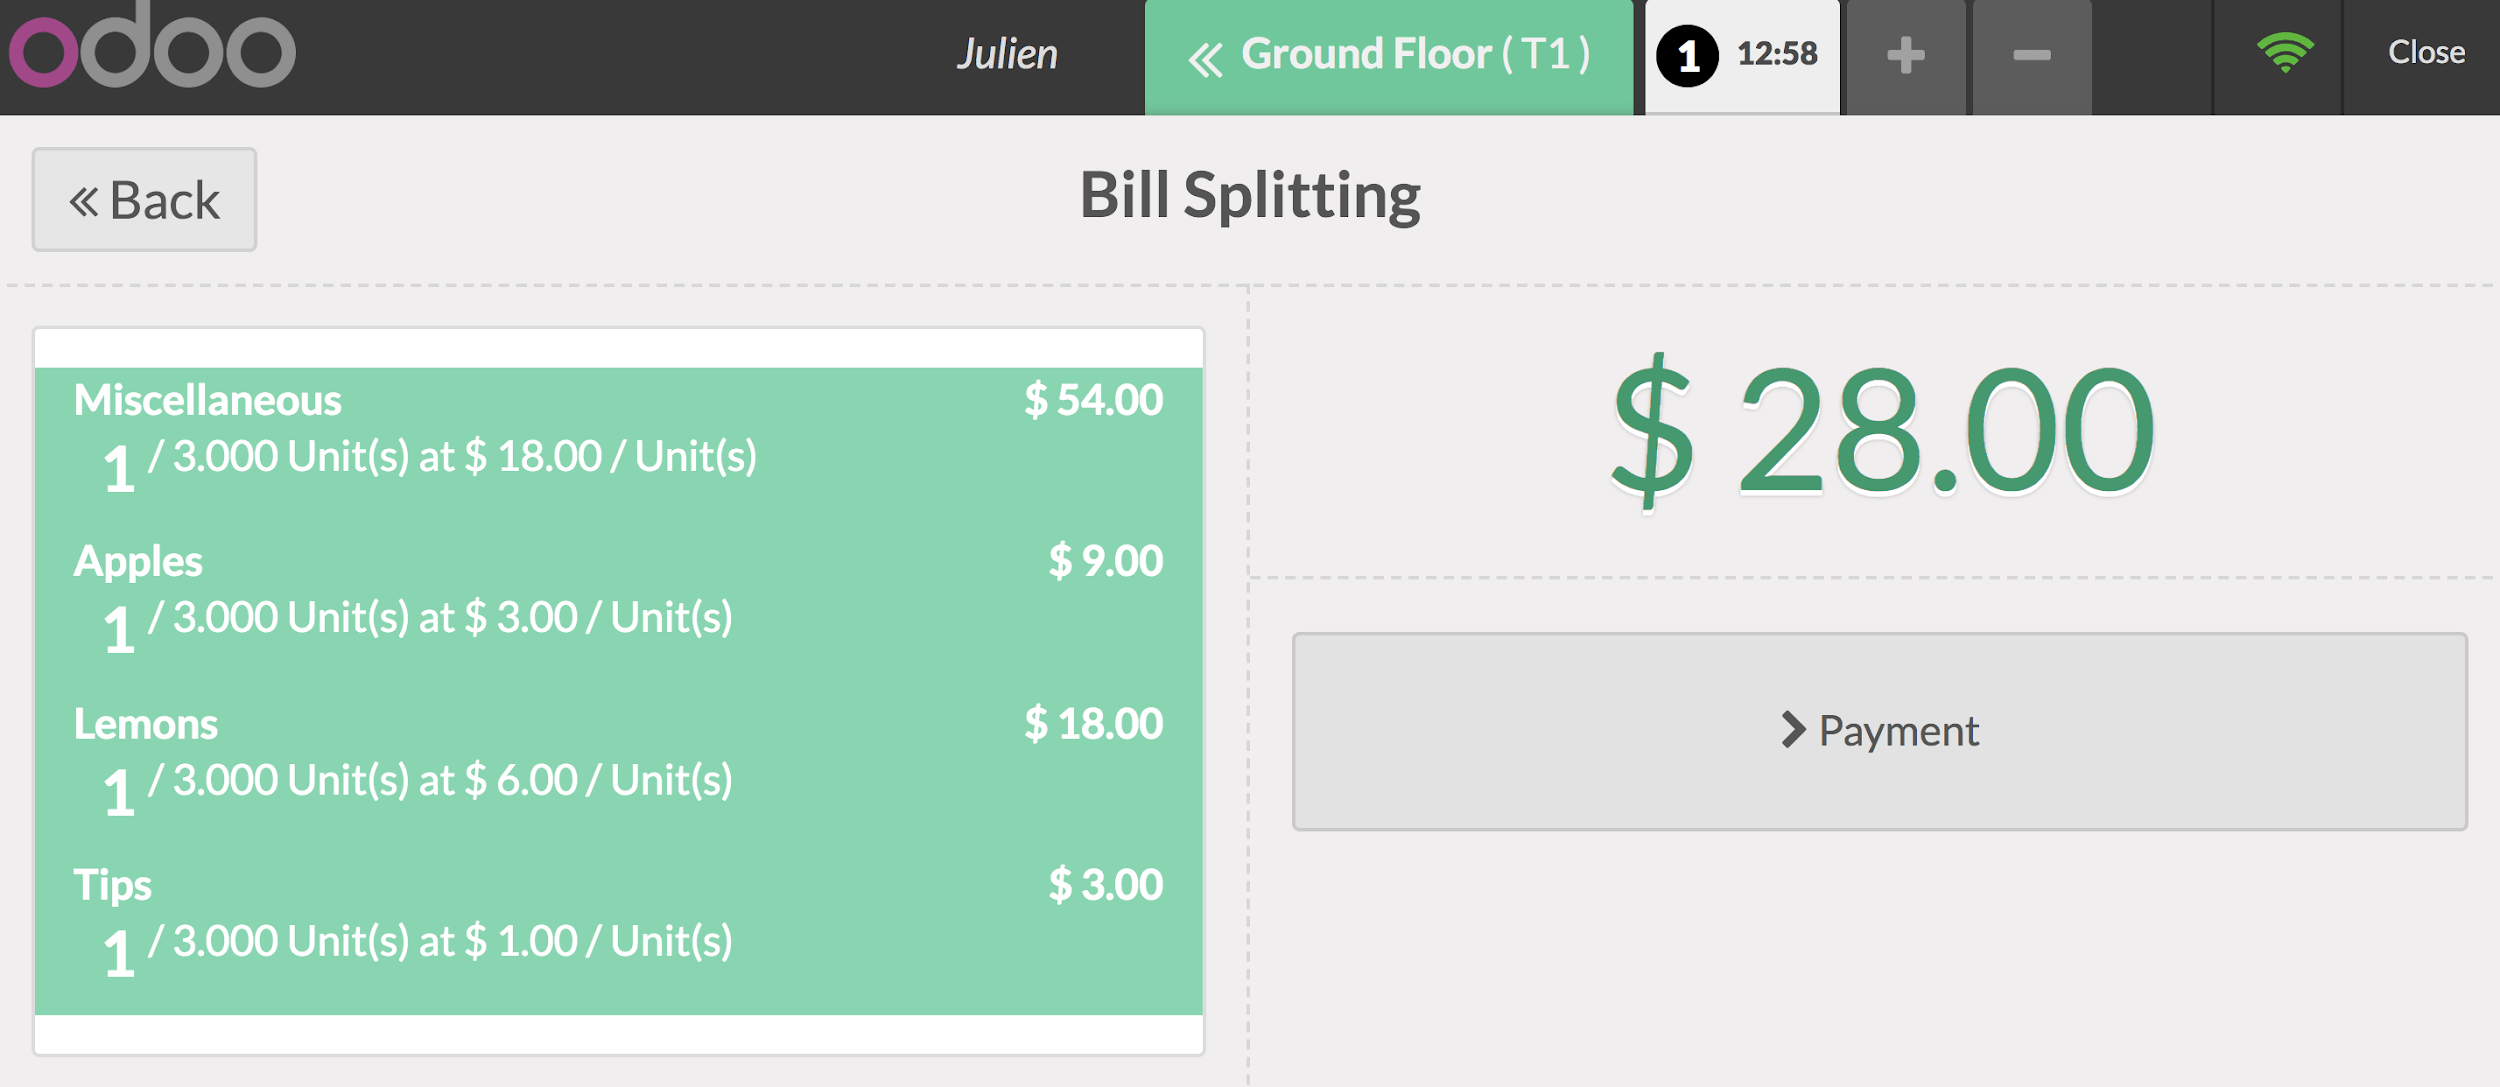 odoo
Julien
« Ground Floor ( T1 )
1 12:58
+
−
Close
« Back
Bill Splitting
Miscellaneous $ 54.00
1 / 3.000 Unit(s) at $ 18.00 / Unit(s)
Apples $ 9.00
1 / 3.000 Unit(s) at $ 3.00 / Unit(s)
Lemons $ 18.00
1 / 3.000 Unit(s) at $ 6.00 / Unit(s)
Tips $ 3.00
1 / 3.000 Unit(s) at $ 1.00 / Unit(s)
$ 28.00
Payment